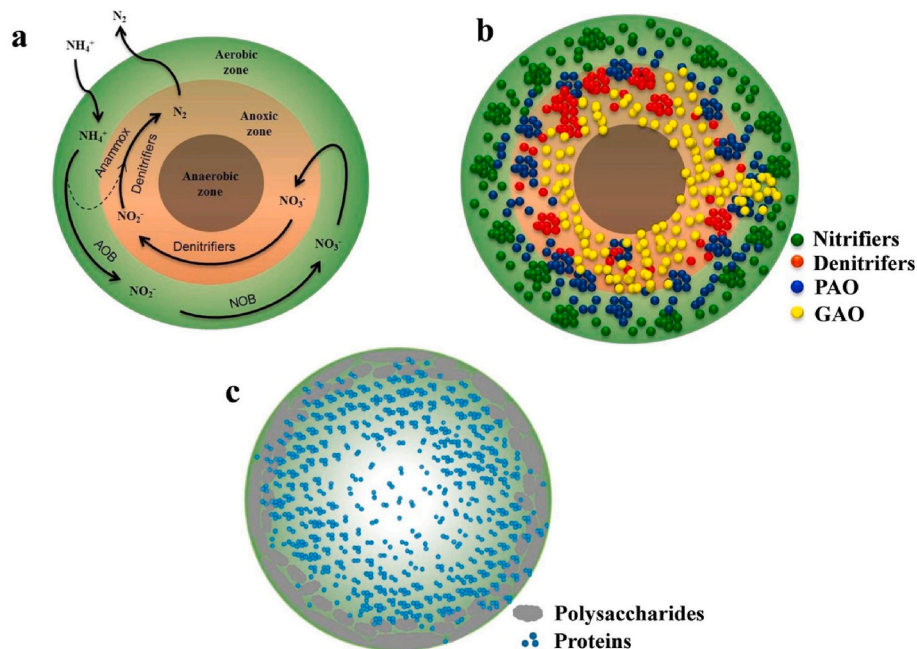 a
N₂
NH₄⁺
Aerobic
zone
N₂
Anoxic
zone
NH₄⁺
Anammox
Denitrifiers
Anaerobic
zone
NO₃⁻
NO₂⁻
Denitrifiers
NO₃⁻
AOB
NO₂⁻
NOB
b
Nitrifiers
Denitrifers
PAO
GAO
c
Polysaccharides
Proteins